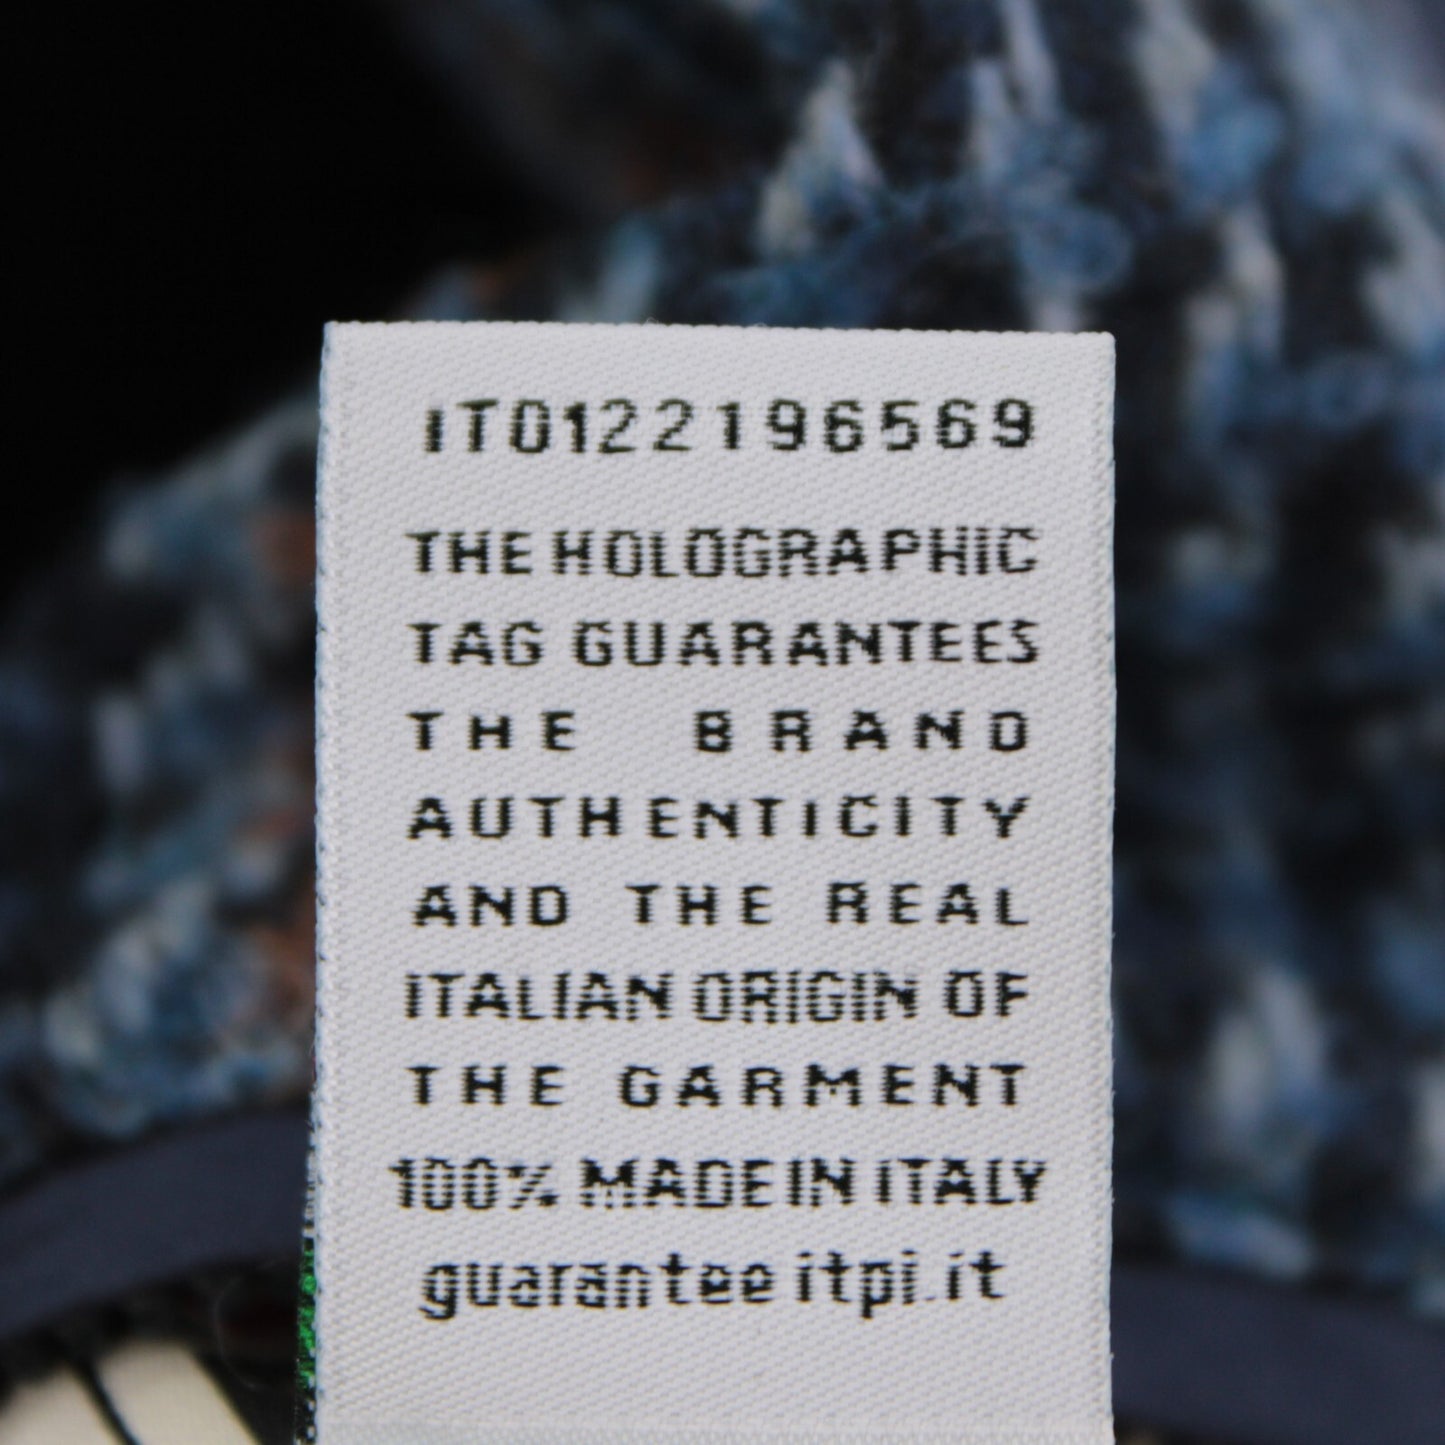 IT0122196569
THE HOLOGRAPHIC
TAG GUARANTEES
THE BRAND
AUTHENTICITY
AND THE REAL
ITALIAN ORIGIN OF
THE GARMENT
100% MADE IN ITALY
guarantee itpi.it